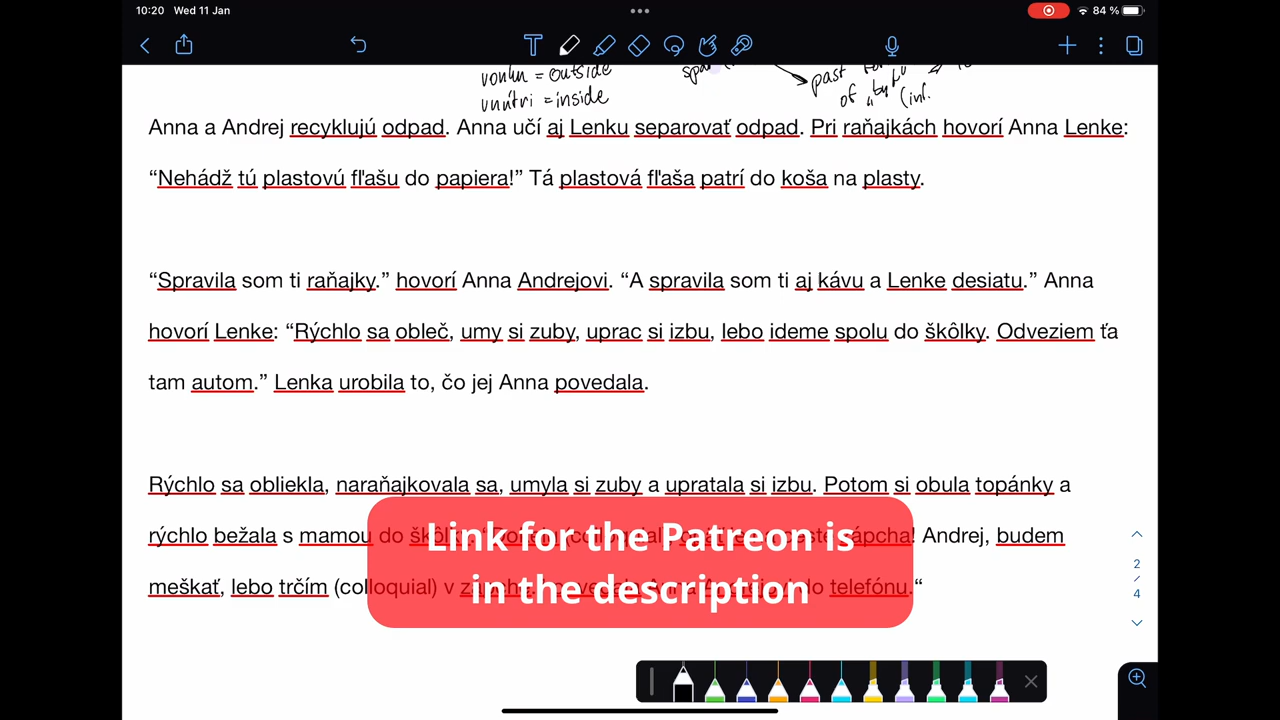 10:20 Wed 11 Jan
84 %
vonku = outside
vnútri = inside
past
of "byť" (inf.
Anna a Andrej recyklujú odpad. Anna učí aj Lenku separovať odpad. Pri raňajkách hovorí Anna Lenke:
“Nehádž tú plastovú fľašu do papiera!” Tá plastová fľaša patrí do koša na plasty.
“Spravila som ti raňajky.” hovorí Anna Andrejovi. “A spravila som ti aj kávu a Lenke desiatu.” Anna
hovorí Lenke: “Rýchlo sa obleč, umy si zuby, uprac si izbu, lebo ideme spolu do škôlky. Odveziem ťa
tam autom.” Lenka urobila to, čo jej Anna povedala.
Rýchlo sa obliekla, naraňajkovala sa, umyla si zuby a upratala si izbu. Potom si obula topánky a
rýchlo bežala s mamou do zápcha! Andrej, budem
meškať, lebo trčím (colloquial) v do telefónu.“
Link for the Patreon is
in the description
2
/
4